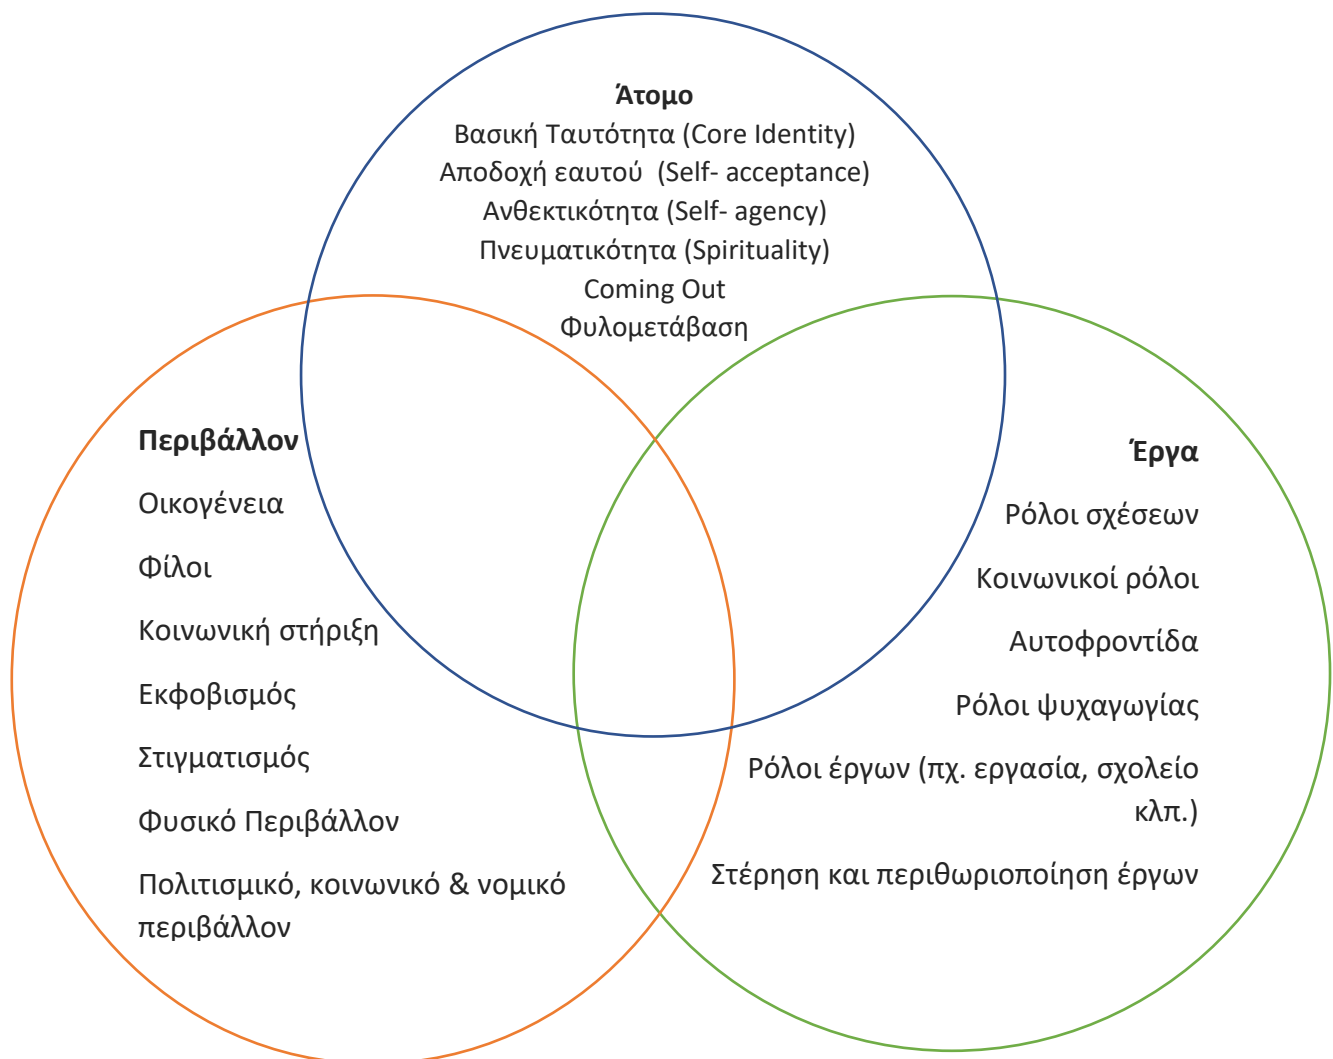 Άτομο
Βασική Ταυτότητα (Core Identity)
Αποδοχή εαυτού (Self- acceptance)
Ανθεκτικότητα (Self- agency)
Πνευματικότητα (Spirituality)
Coming Out
Φυλομετάβαση
Περιβάλλον
Οικογένεια
Φίλοι
Κοινωνική στήριξη
Εκφοβισμός
Στιγματισμός
Φυσικό Περιβάλλον
Πολιτισμικό, κοινωνικό & νομικό
περιβάλλον
Έργα
Ρόλοι σχέσεων
Κοινωνικοί ρόλοι
Αυτοφροντίδα
Ρόλοι ψυχαγωγίας
Ρόλοι έργων (πχ. εργασία, σχολείο
κλπ.)
Στέρηση και περιθωριοποίηση έργων